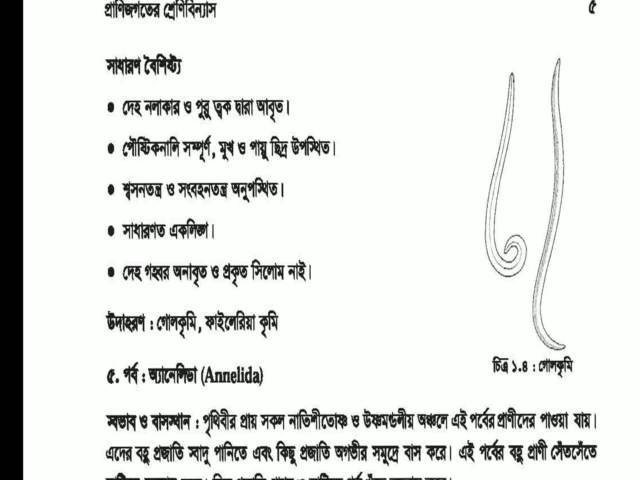 প্রাণিজগতের শ্রেণিবিন্যাস ৫
সাধারণ বৈশিষ্ট্য
• দেহ নলাকার ও পুরু ত্বক দ্বারা আবৃত।
• পৌষ্টিকনালি সম্পূর্ণ, মুখ ও পায়ু ছিদ্র উপস্থিত।
• শ্বসনতন্ত্র ও সংবহনতন্ত্র অনুপস্থিত।
• সাধারণত একলিঙ্গ।
• দেহ গহ্বর অনাবৃত ও প্রকৃত সিলোম নাই।
উদাহরণ : গোলকৃমি, ফাইলেরিয়া কৃমি
চিত্র ১.৪ : গোলকৃমি
৫. পর্ব : অ্যানেলিডা (Annelida)
স্বভাব ও বাসস্থান : পৃথিবীর প্রায় সকল নাতিশীতোষ্ণ ও উষ্ণমণ্ডলীয় অঞ্চলে এই পর্বের প্রাণীদের পাওয়া যায়।
এদের বহু প্রজাতি স্বাদু পানিতে এবং কিছু প্রজাতি অগভীর সমুদ্রে বাস করে। এই পর্বের বহু প্রাণী সেঁতসেঁতে